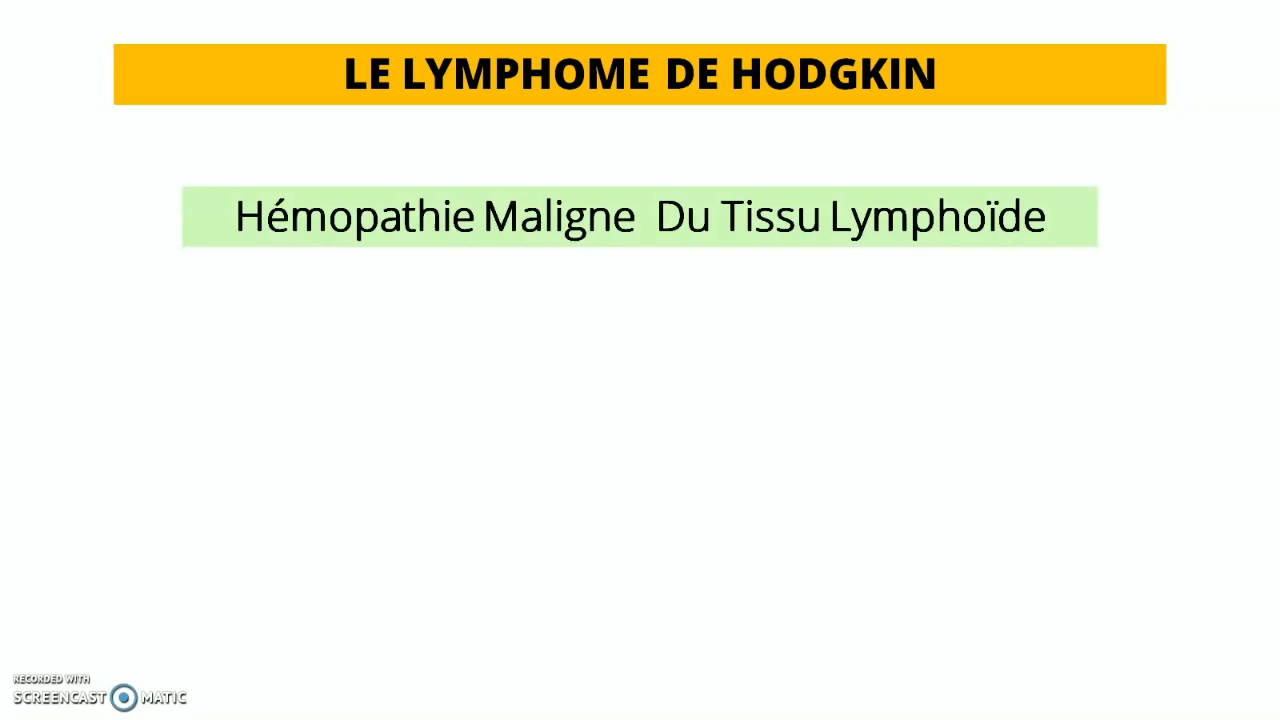 LE LYMPHOME DE HODGKIN
Hémopathie Maligne Du Tissu Lymphoïde
RECORDED WITH
SCREENCAST MATIC